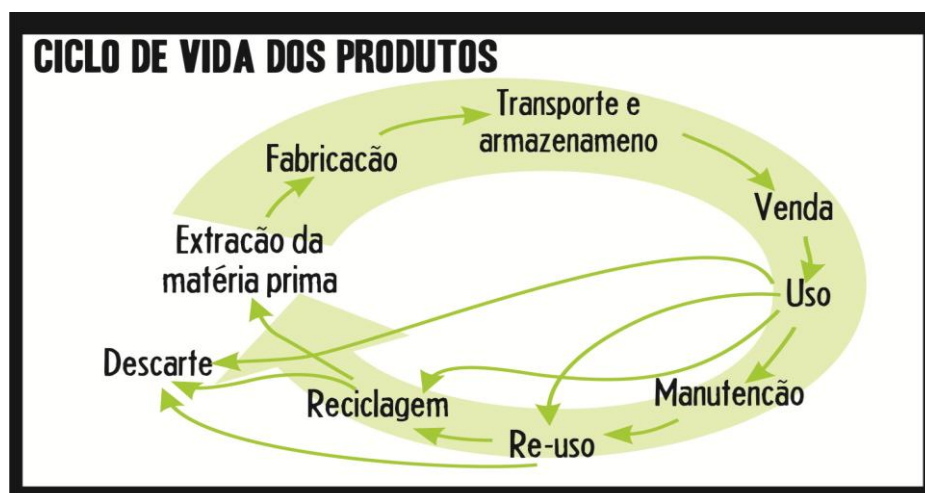 CICLO DE VIDA DOS PRODUTOS
Transporte e
armazenameno
Fabricacão
Venda
Extracão da
matéria prima
Uso
Descarte
Manutencão
Reciclagem
Re-uso